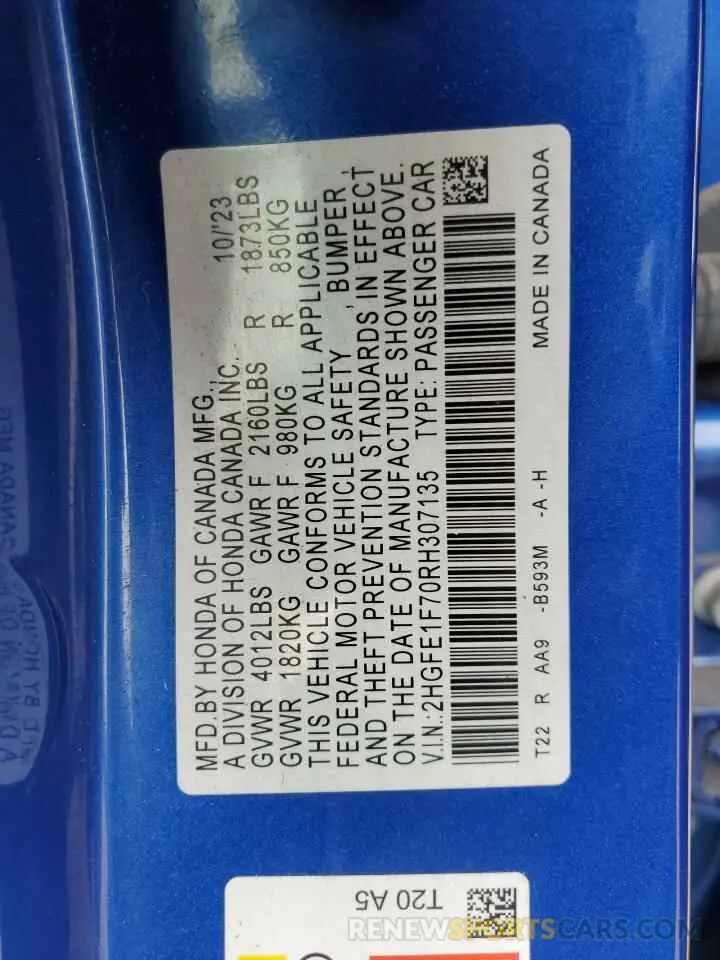 MFD.BY HONDA OF CANADA MFG., 10/'23
A DIVISION OF HONDA CANADA INC.
GVWR 4012LBS GAWR F 2160LBS R 1873LBS
GVWR 1820KG GAWR F 980KG R 850KG
THIS VEHICLE CONFORMS TO ALL APPLICABLE
FEDERAL MOTOR VEHICLE SAFETY , BUMPER ,
AND THEFT PREVENTION STANDARDS IN EFFECT
ON THE DATE OF MANUFACTURE SHOWN ABOVE.
V.I.N.:2HGFE1F70RH307135 TYPE: PASSENGER CAR
T22 R AA9 -B593M -A -H MADE IN CANADA
T20 A5
RENEWSPORTSCARS.COM